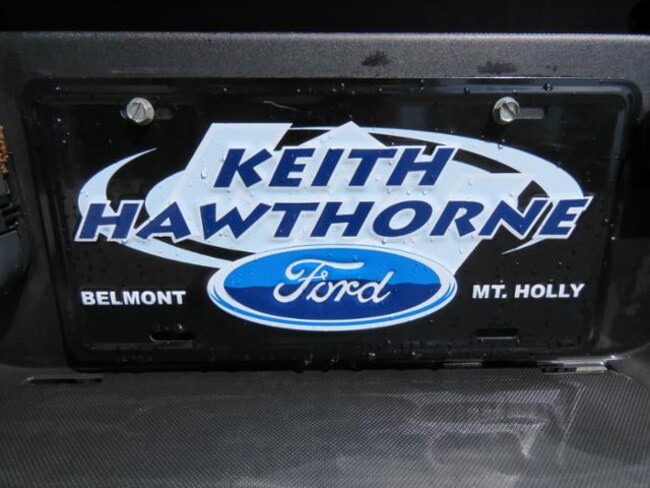 KEITH
HAWTHORNE
Ford
BELMONT
MT. HOLLY